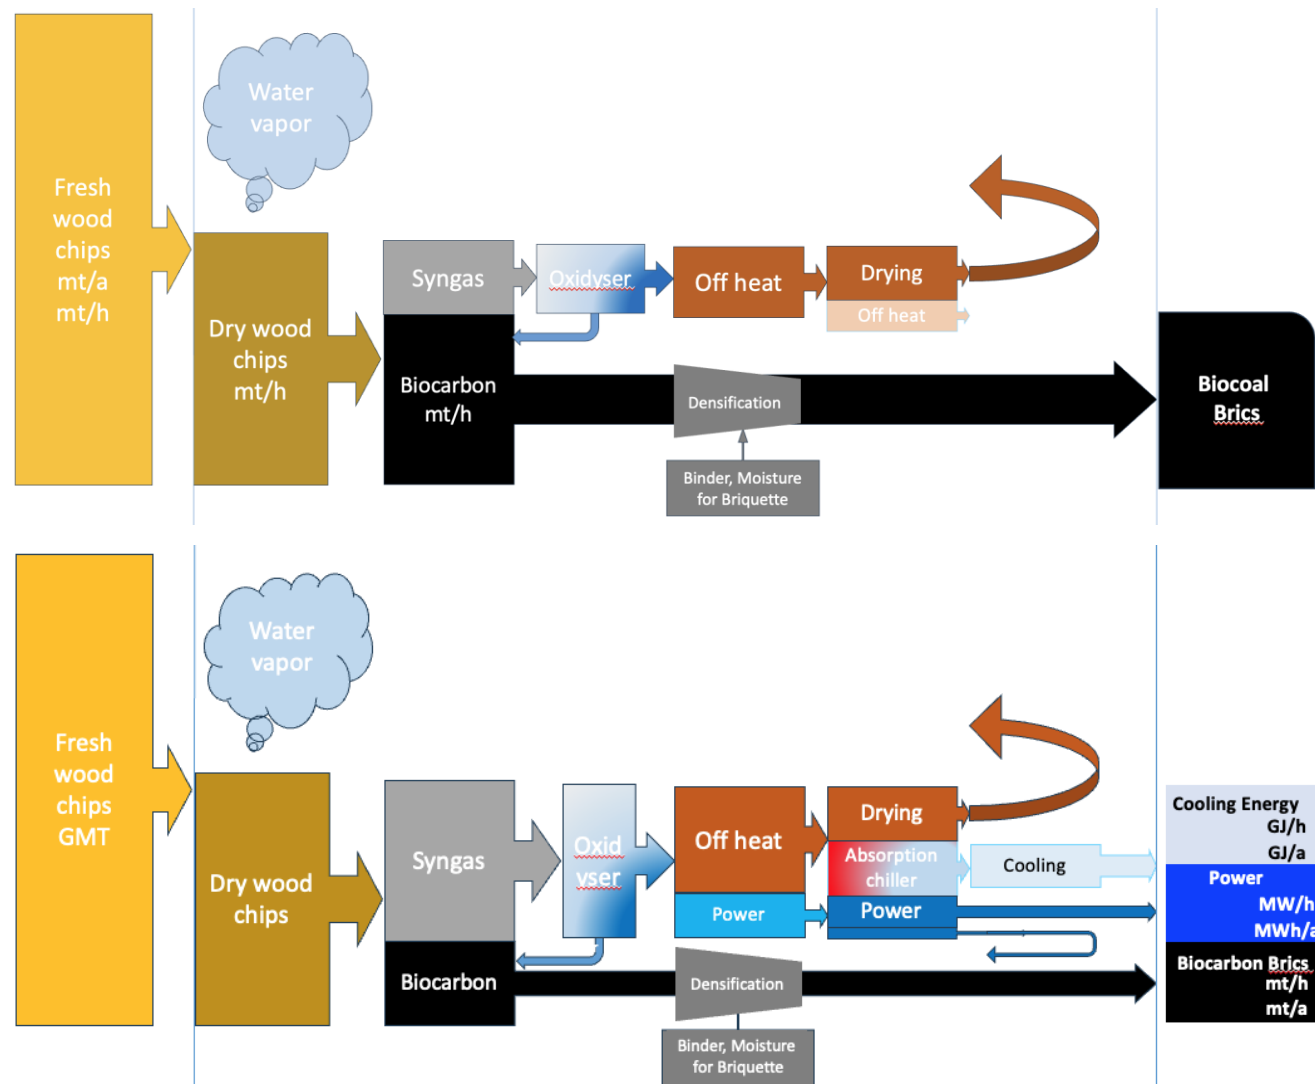 Water
vapor
Fresh
wood
chips
mt/a
mt/h
Dry wood
chips
mt/h
Syngas
Oxidyser
Off heat
Drying
Off heat
Biocarbon
mt/h
Densification
Binder, Moisture
for Briquette
Biocoal
Brics
Water
vapor
Fresh
wood
chips
GMT
Dry wood
chips
Syngas
Oxid
yser
Off heat
Power
Drying
Absorption
chiller
Power
Cooling
Biocarbon
Densification
Binder, Moisture
for Briquette
Cooling Energy
GJ/h
GJ/a
Power
MW/h
MWh/a
Biocarbon Brics
mt/h
mt/a